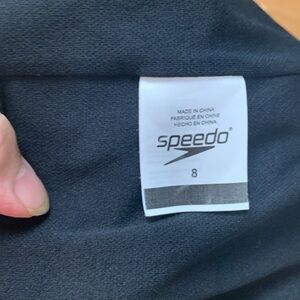 MADE IN CHINA
FABRIQUÉ EN CHINE
HECHO EN CHINA
speedo®
8